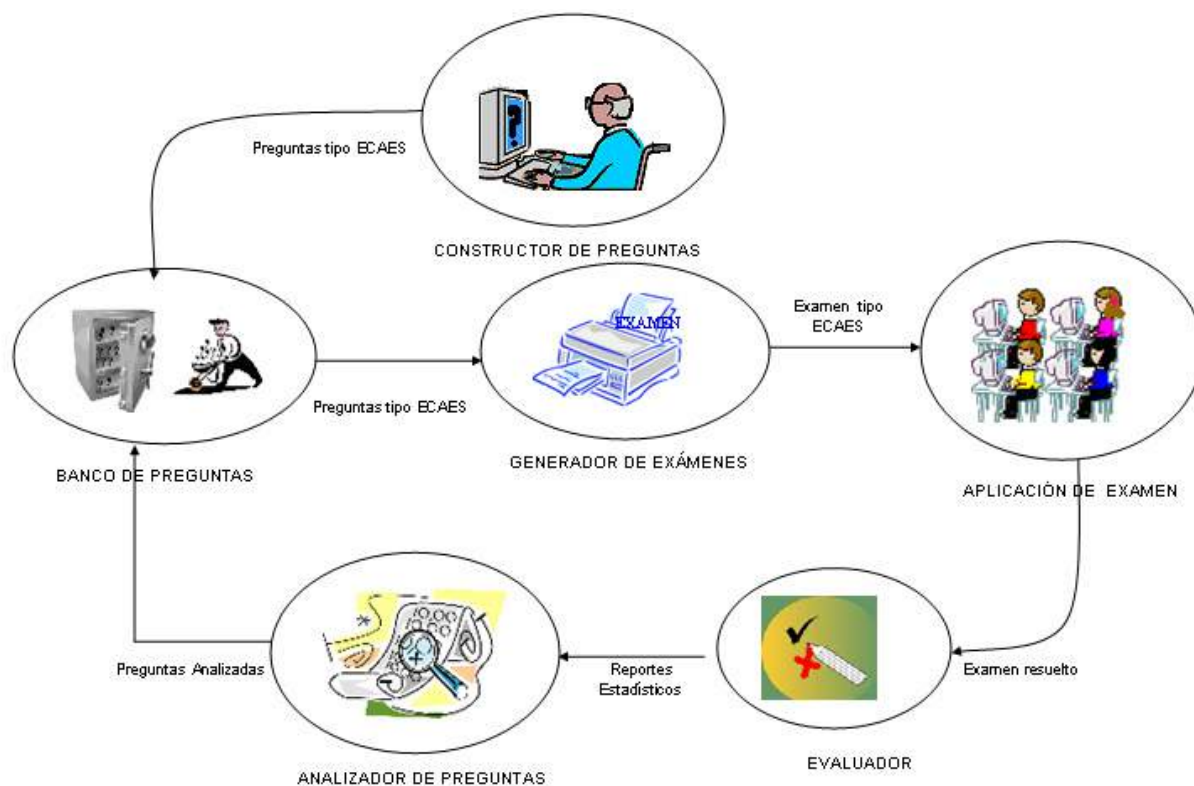 Preguntas tipo ECAES
?
CONSTRUCTOR DE PREGUNTAS
BANCO DE PREGUNTAS
Preguntas tipo ECAES
EXAMEN
GENERADOR DE EXÁMENES
Examen tipo
ECAES
APLICACIÓN DE EXAMEN
Examen resuelto
EVALUADOR
Reportes
Estadísticos
ANALIZADOR DE PREGUNTAS
Preguntas Analizadas